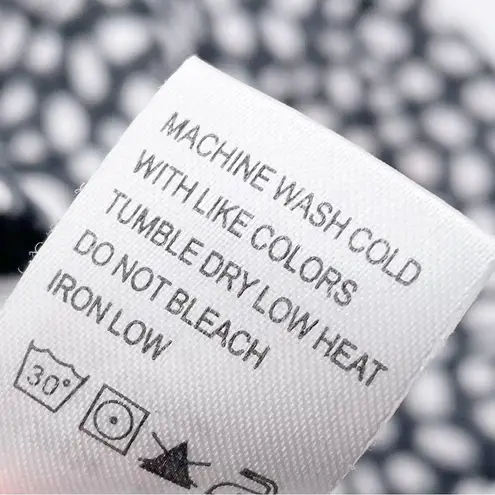 MACHINE WASH COLD
WITH LIKE COLORS
TUMBLE DRY LOW HEAT
DO NOT BLEACH
IRON LOW
30°